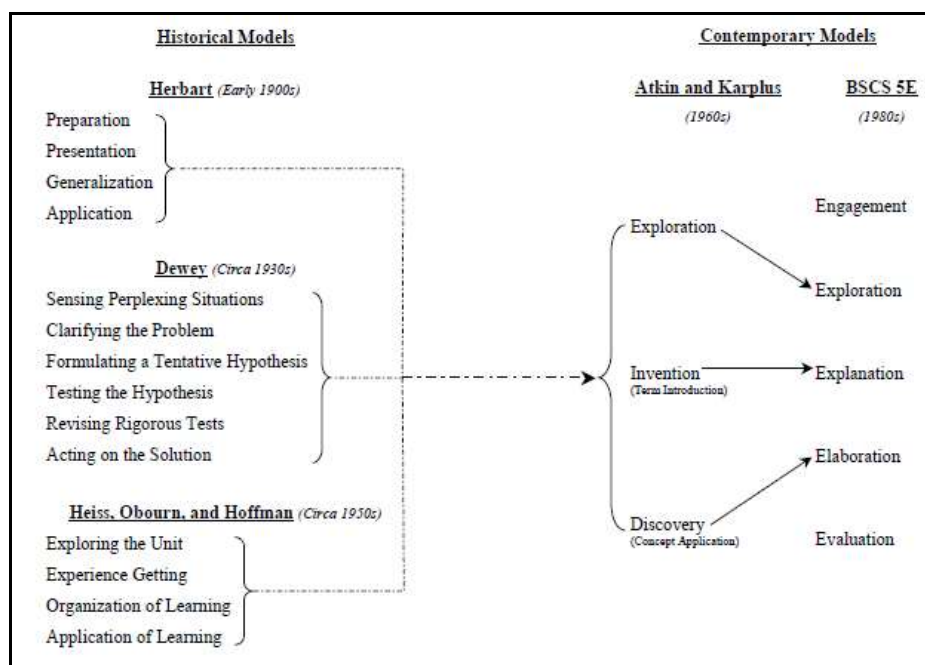 Historical Models
Herbart (Early 1900s)
Preparation
Presentation
Generalization
Application
Dewey (Circa 1930s)
Sensing Perplexing Situations
Clarifying the Problem
Formulating a Tentative Hypothesis
Testing the Hypothesis
Revising Rigorous Tests
Acting on the Solution
Heiss, Obourn, and Hoffman (Circa 1950s)
Exploring the Unit
Experience Getting
Organization of Learning
Application of Learning
Contemporary Models
Atkin and Karplus
(1960s)
Exploration
Invention
(Term Introduction)
Discovery
(Concept Application)
BSCS 5E
(1980s)
Engagement
Exploration
Explanation
Elaboration
Evaluation